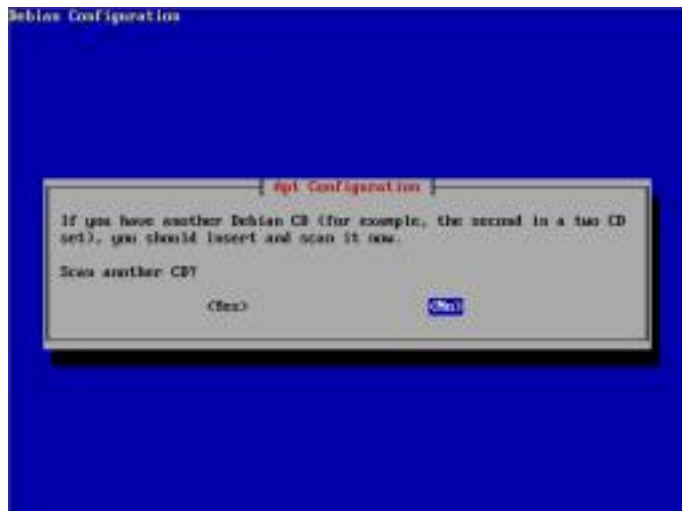 Debian Configuration
[ Apt Configuration ]
If you have another Debian CD (for example, the second in a two CD
set), you should insert and scan it now.
Scan another CD?
<Yes> <No>